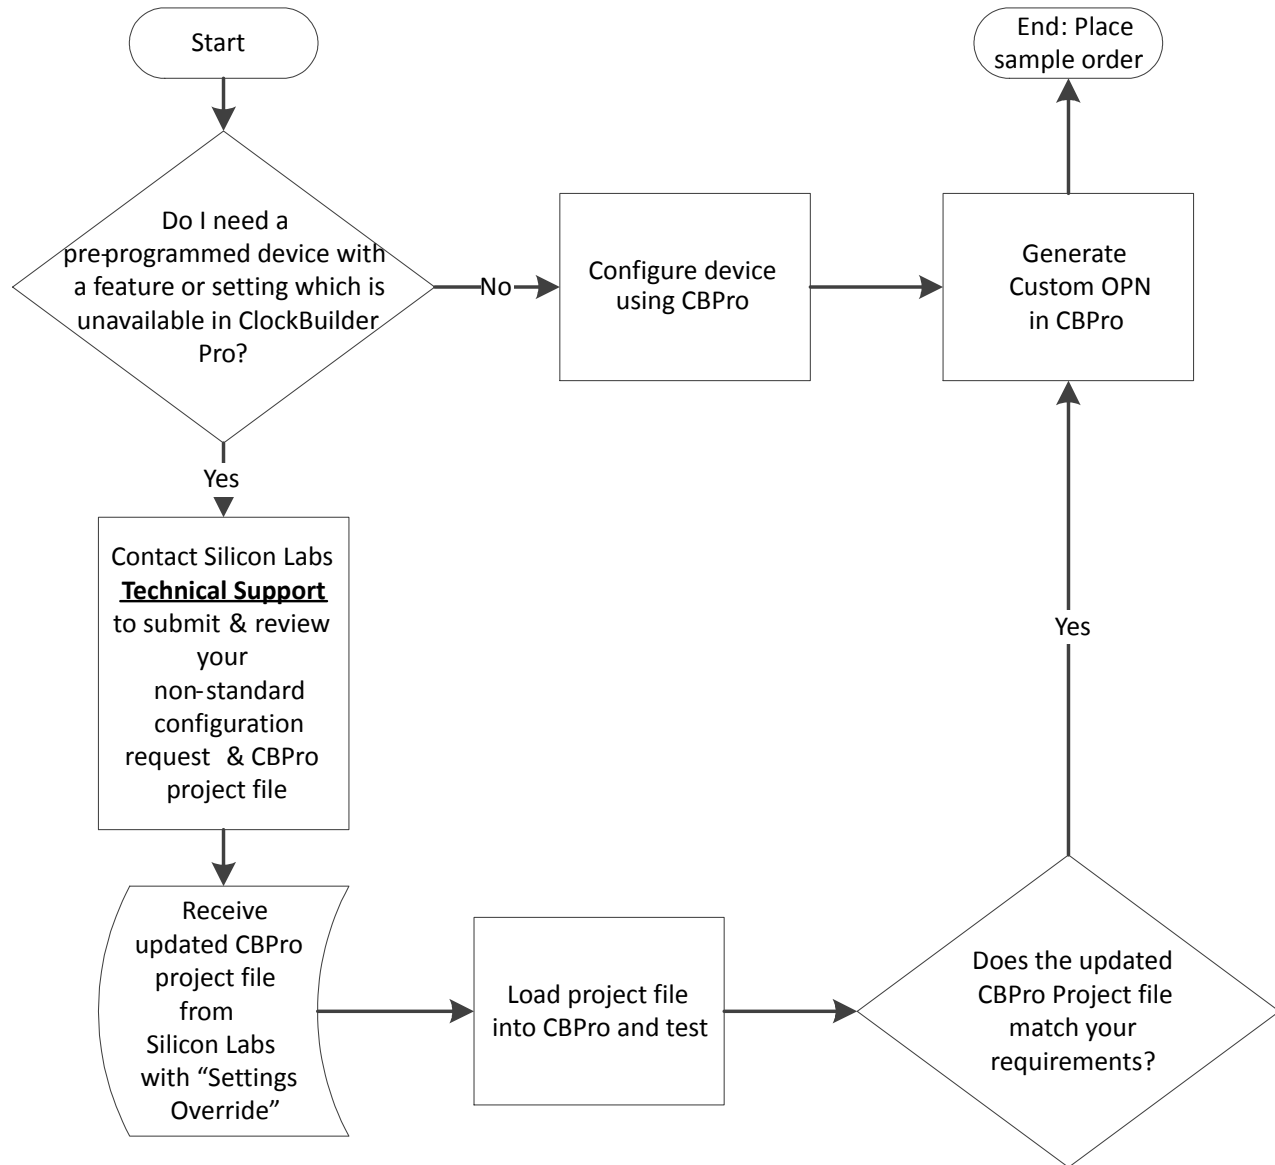 Start
End: Place
sample order
Do I need a
pre-programmed device with
a feature or setting which is
unavailable in ClockBuilder
Pro?
No
Configure device
using CBPro
Generate
Custom OPN
in CBPro
Yes
Contact Silicon Labs
Technical Support
to submit & review
your
non-standard
configuration
request & CBPro
project file
Yes
Receive
updated CBPro
project file
from
Silicon Labs
with “Settings
Override”
Load project file
into CBPro and test
Does the updated
CBPro Project file
match your
requirements?